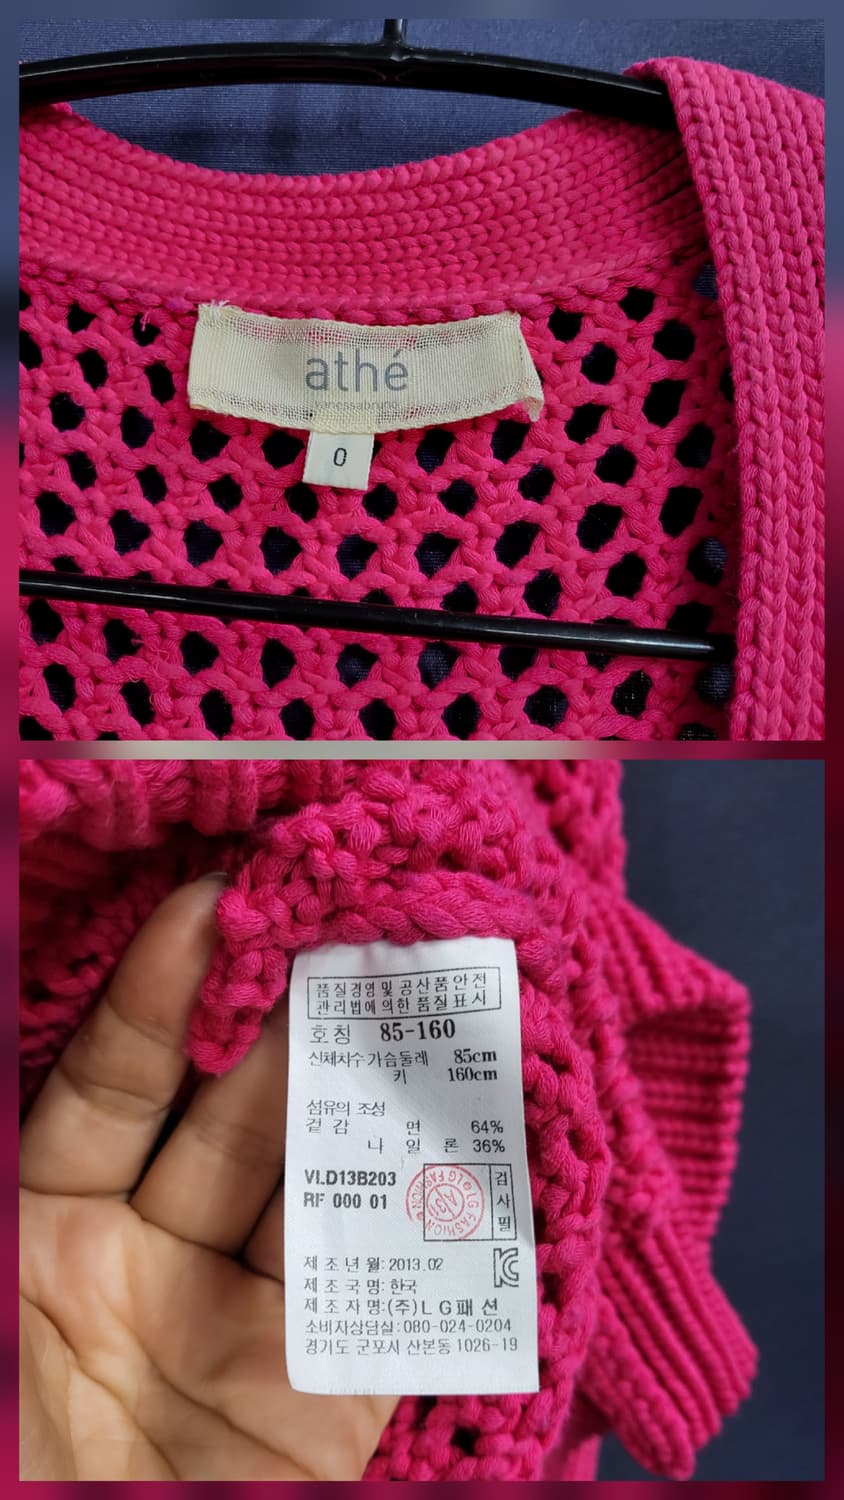 athé
vanessabruno
0
품질경영 및 공산품안전
관리법에 의한 품질표시
호칭 85-160
신체치수 가슴둘레 85cm
키 160cm
섬유의 조성
겉감 면 64%
나일론 36%
VLD13B203
RF 000 01
LG FASHION
LG FASHION
검사필
제조년월: 2013.02
제조국명: 한국
제조자명: (주)LG패션
소비자상담실: 080-024-0204
경기도 군포시 산본동 1026-19